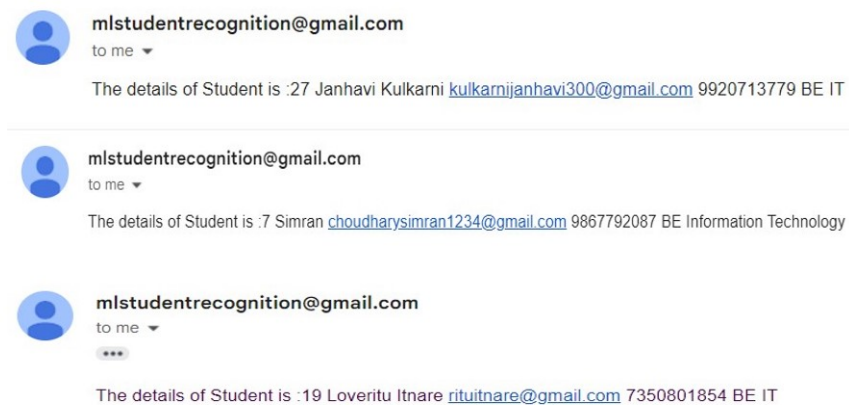 mlstudentrecognition@gmail.com
to me
The details of Student is :27 Janhavi Kulkarni kulkarnijanhavi300@gmail.com 9920713779 BE IT
mlstudentrecognition@gmail.com
to me
The details of Student is :7 Simran choudharysimran1234@gmail.com 9867792087 BE Information Technology
mlstudentrecognition@gmail.com
to me
The details of Student is :19 Loveritu Itnare rituitnare@gmail.com 7350801854 BE IT